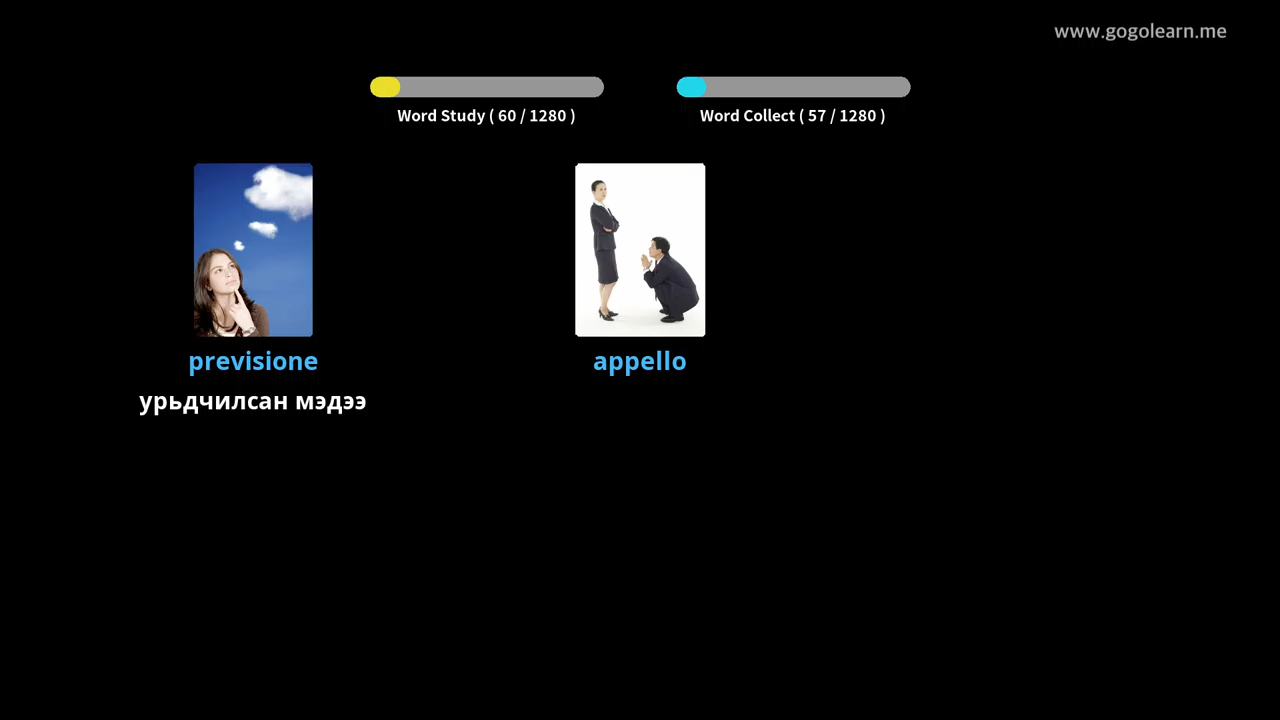 www.gogolearn.me
Word Study ( 60 / 1280 )
Word Collect ( 57 / 1280 )
previsione
appello
урьдчилсан мэдээ